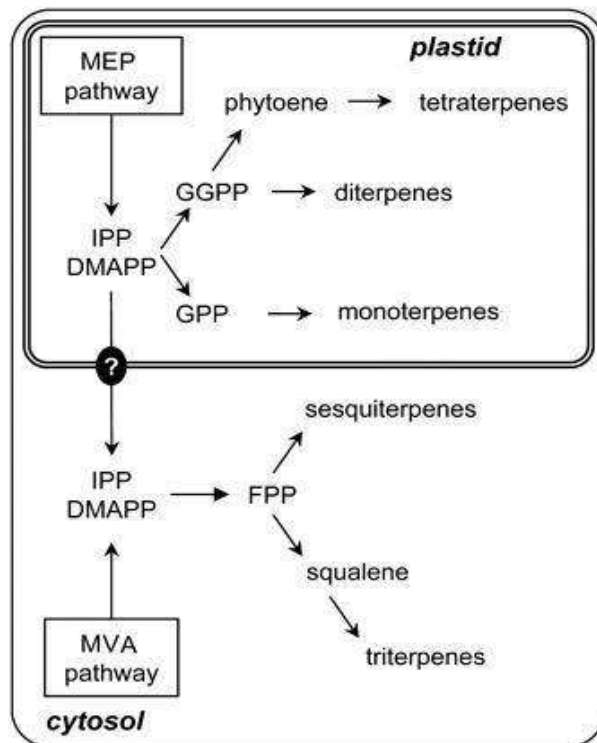 plastid
MEP
pathway
phytoene
tetraterpenes
GGPP
diterpenes
IPP
DMAPP
GPP
monoterpenes
?
sesquiterpenes
IPP
DMAPP
FPP
squalene
MVA
pathway
triterpenes
cytosol